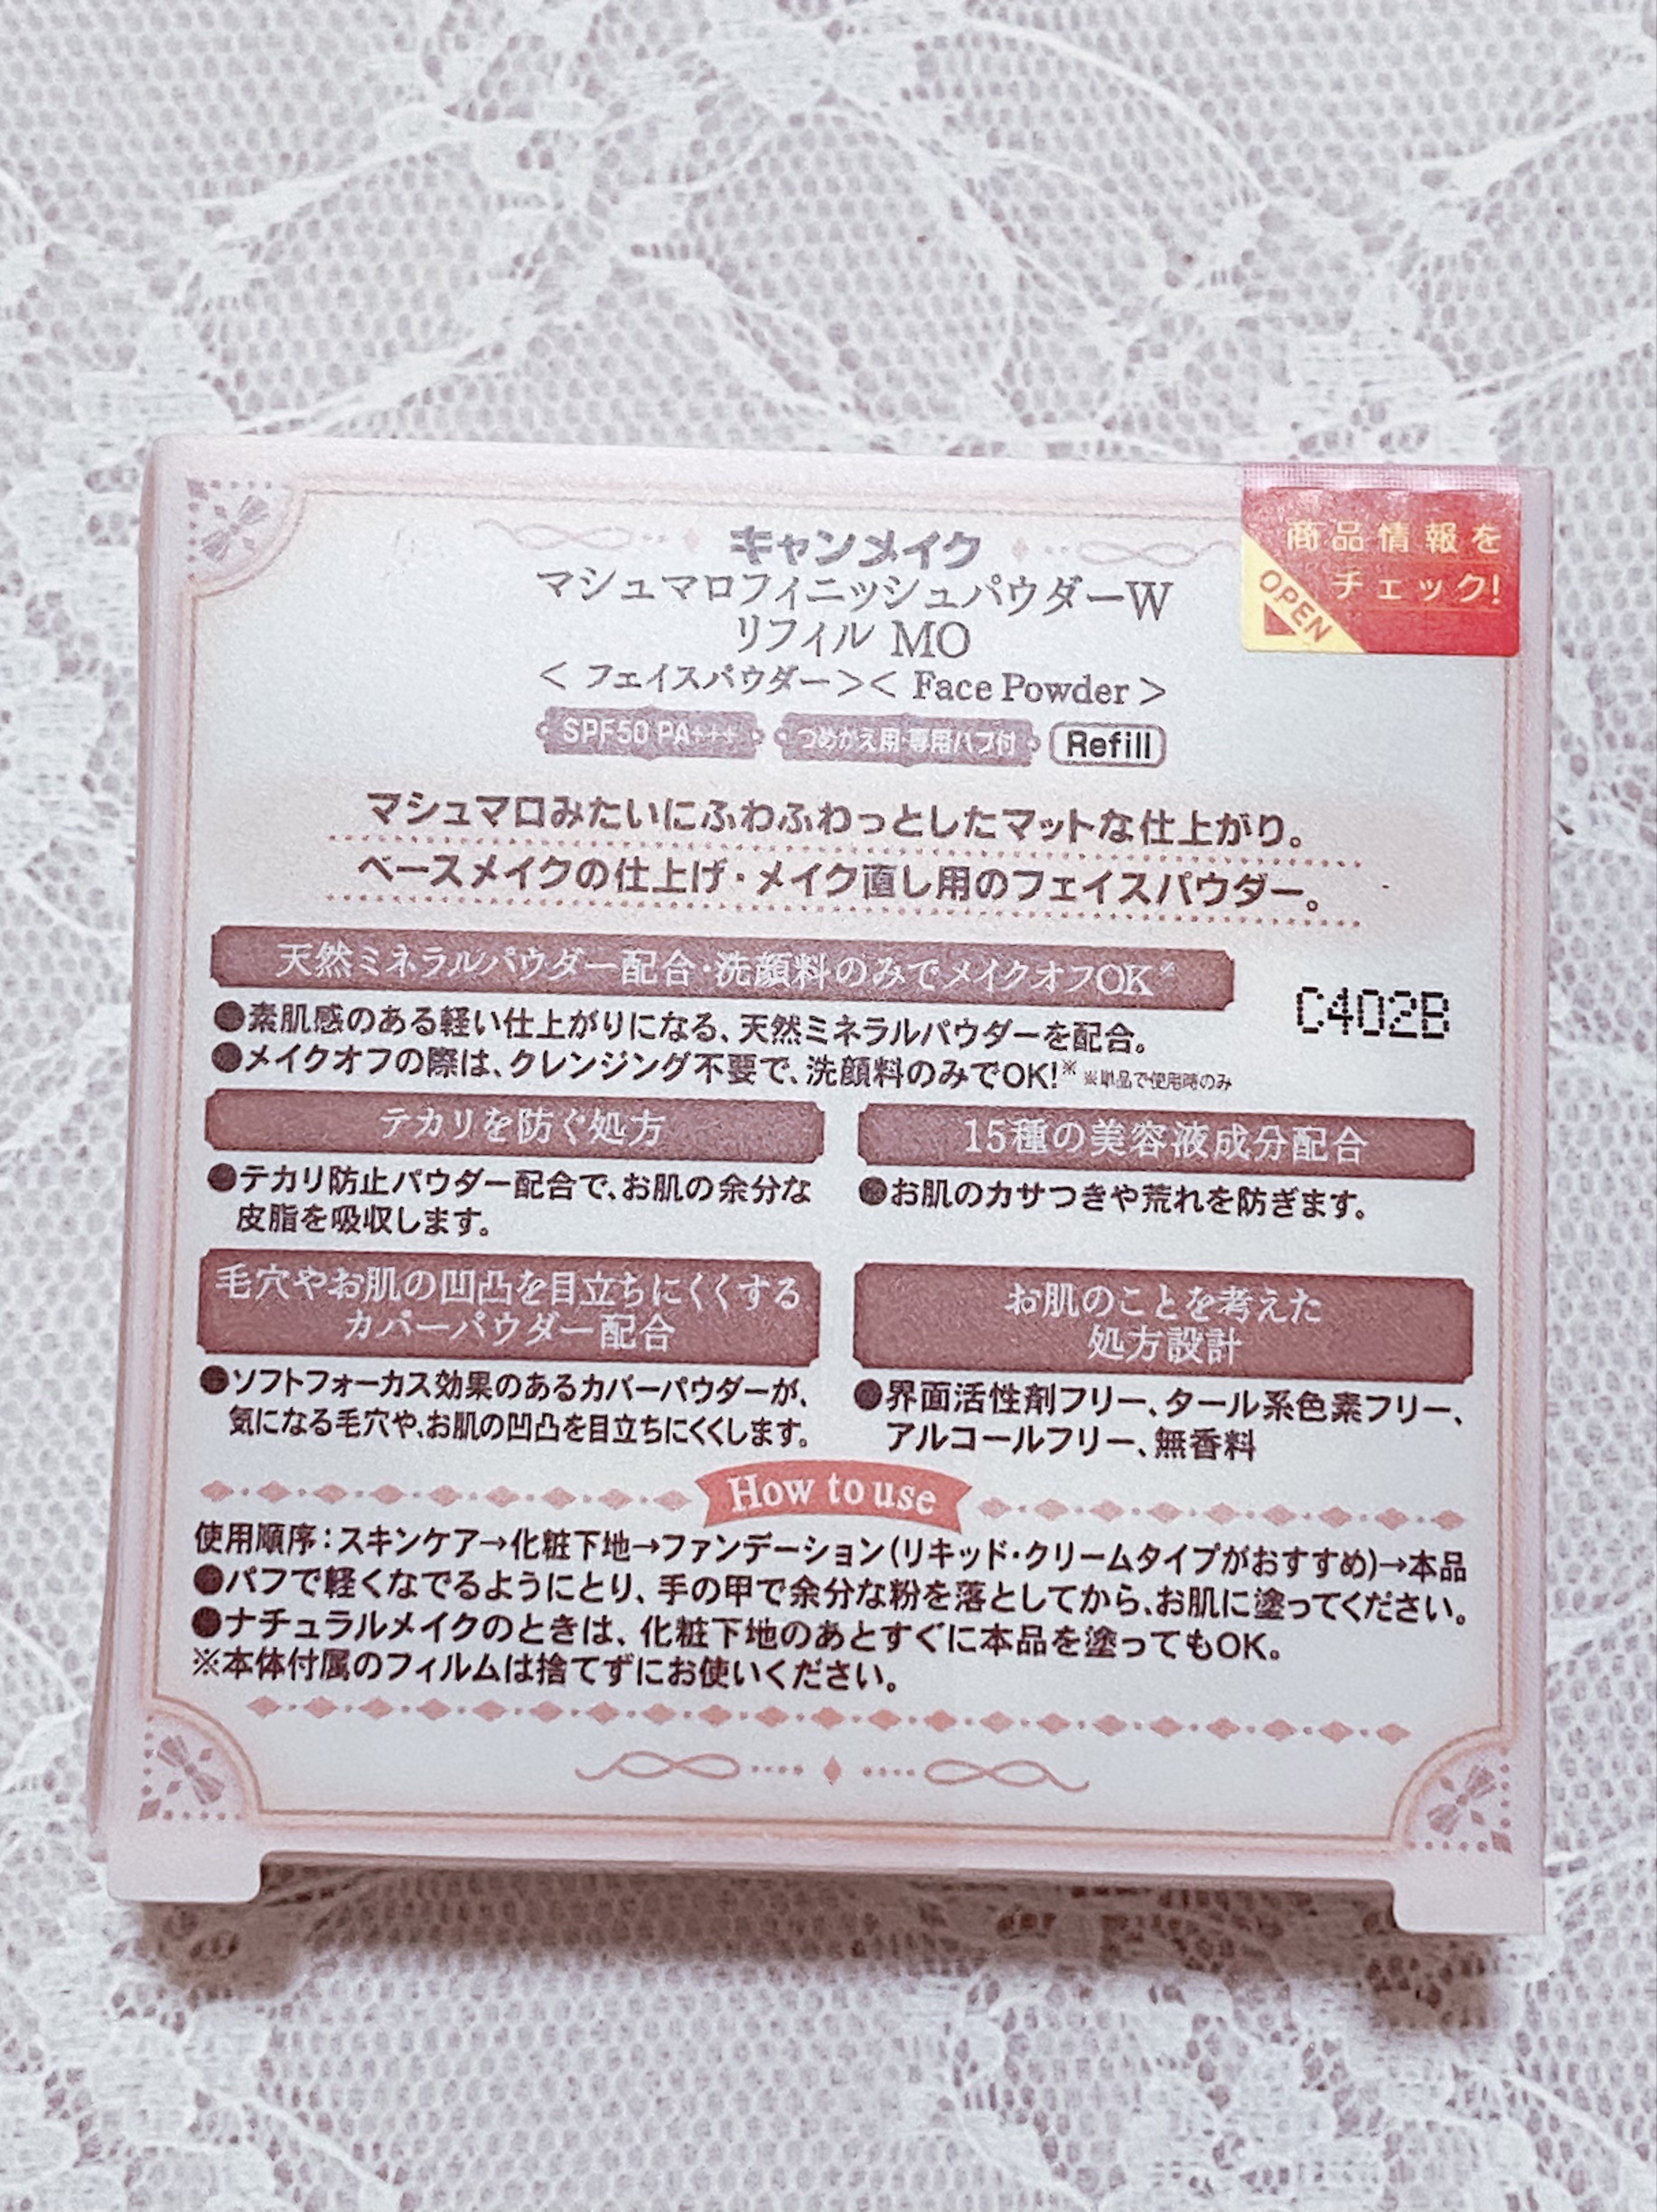 キャンメイク
マシュマロフィニッシュパウダーW
リフィル MO
＜フェイスパウダー＞＜Face Powder＞
SPF50 PA+++ つめかえ用・専用パフ付 Refill
商品情報を
チェック!
OPEN
マシュマロみたいにふわふわっとしたマットな仕上がり。
ベースメイクの仕上げ・メイク直し用のフェイスパウダー。
天然ミネラルパウダー配合・洗顔料のみでメイクオフOK※
C402B
●素肌感のある軽い仕上がりになる、天然ミネラルパウダーを配合。
●メイクオフの際は、クレンジング不要で、洗顔料のみでOK!※ ※単品で使用時のみ
テカリを防ぐ処方
●テカリ防止パウダー配合で、お肌の余分な
皮脂を吸収します。
15種の美容液成分配合
●お肌のカサつきや荒れを防ぎます。
毛穴やお肌の凹凸を目立ちにくくする
カバーパウダー配合
●ソフトフォーカス効果のあるカバーパウダーが、
気になる毛穴や、お肌の凹凸を目立ちにくくします。
お肌のことを考えた
処方設計
●界面活性剤フリー、タール系色素フリー、
アルコールフリー、無香料
How to use
使用順序：スキンケア→化粧下地→ファンデーション(リキッド・クリームタイプがおすすめ)→本品
●パフで軽くなでるようにとり、手の甲で余分な粉を落としてから、お肌に塗ってください。
●ナチュラルメイクのときは、化粧下地のあとすぐに本品を塗ってもOK。
※本体付属のフィルムは捨てずにお使いください。